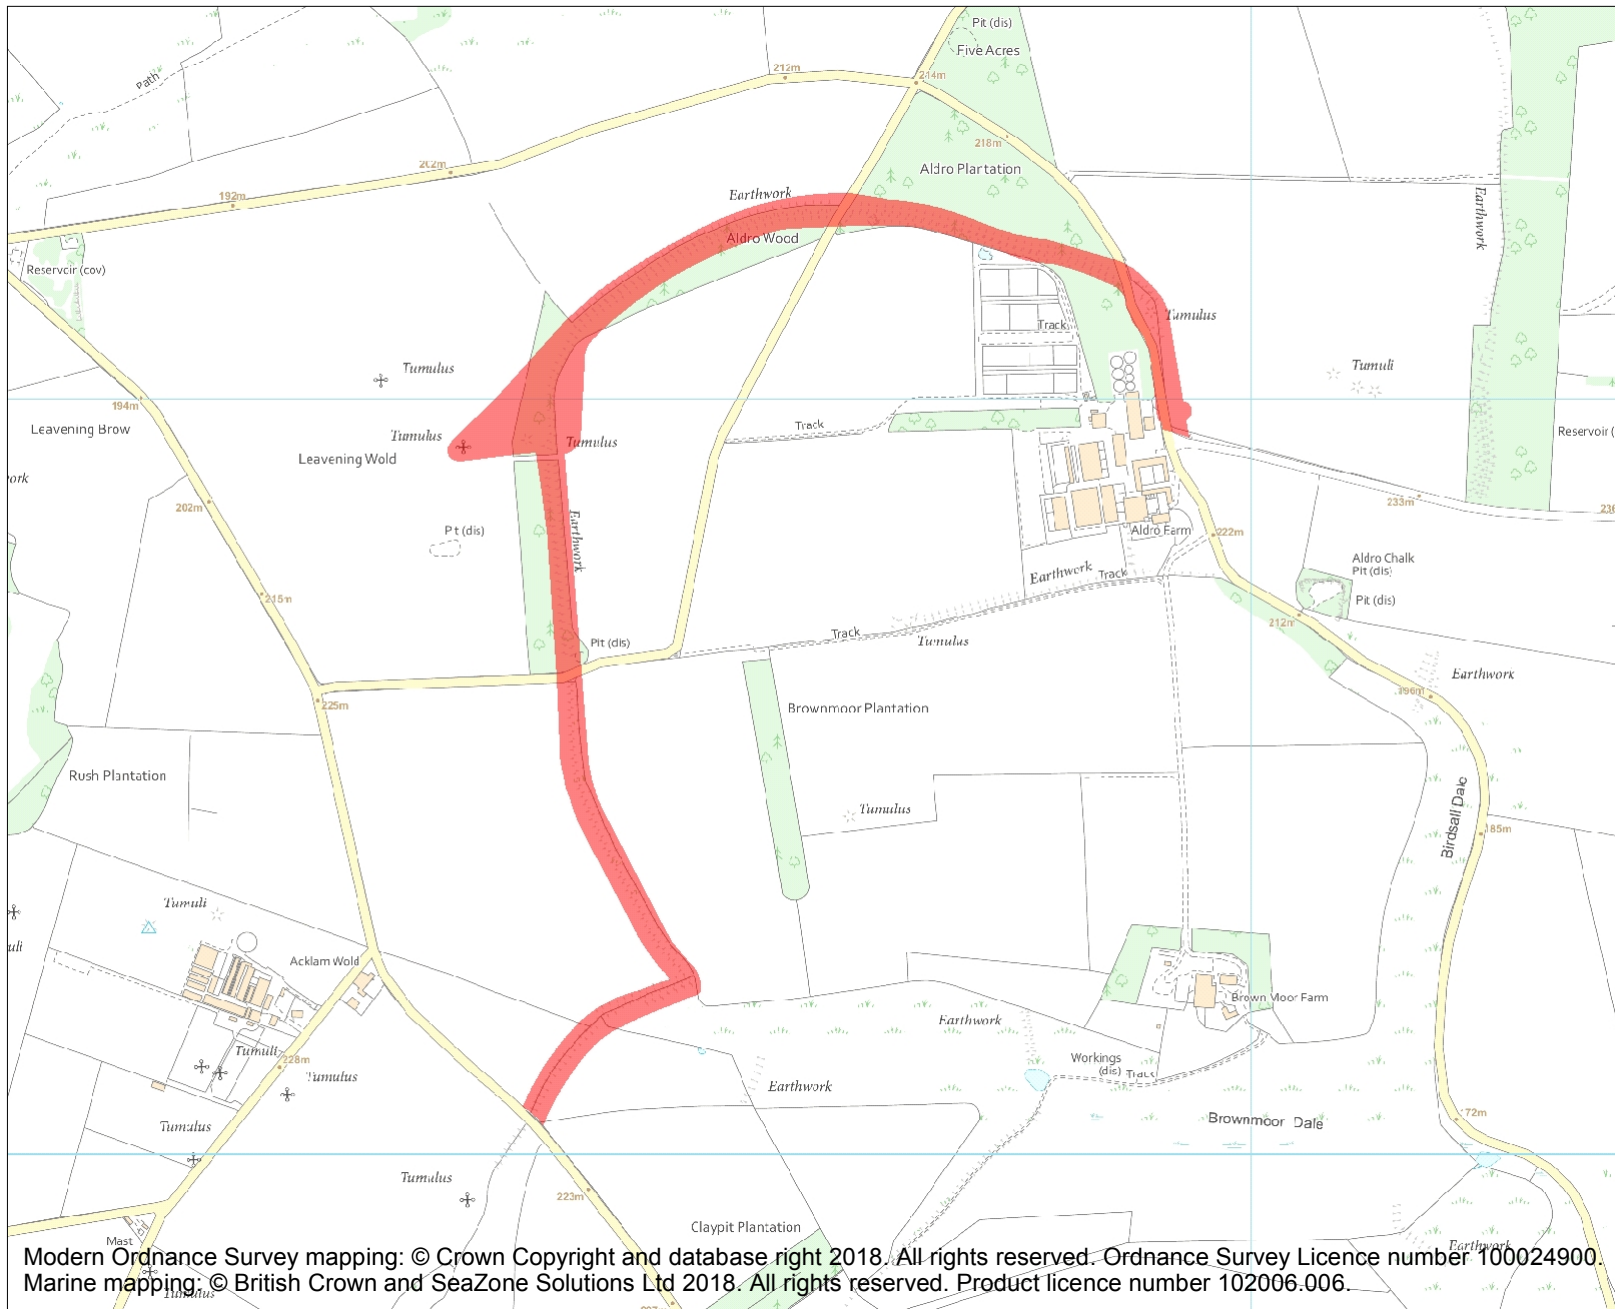 Pit (dis)
Five Acres
212m
214m
Path
218m
202m
Aldro Plantation
192m
Earthwork
Earthwork
Aldro Wood
Reservoir (cov)
Tumulus
Track
Tumulus
Tumuli
194m
Leavening Brow
Track
Reservoir (
Tumulus
Tumulus
Leavening Wold
ork
233m
202m
Earthwork
Pit (dis)
Aldro Farm
222m
Aldro Chalk
Pit (dis)
Earthwork
Track
215m
Pit (dis)
212m
Track
Tumulus
Pit (dis)
Earthwork
196m
225m
Brownmoor Plantation
Rush Plantation
Tumulus
Birdsall Dale
185m
Tumuli
uli
Acklam Wold
Brown Moor Farm
Earthwork
Tumuli
228m
Workings
(dis)
Track
Tumulus
Earthwork
172m
Brownmoor Dale
Tumulus
Tumulus
223m
Claypit Plantation
Mast
Earthwork
Modern Ordnance Survey mapping: © Crown Copyright and database right 2018. All rights reserved. Ordnance Survey Licence number 100024900.
Marine mapping: © British Crown and SeaZone Solutions Ltd 2018. All rights reserved. Product licence number 102006.006.
Tumulus